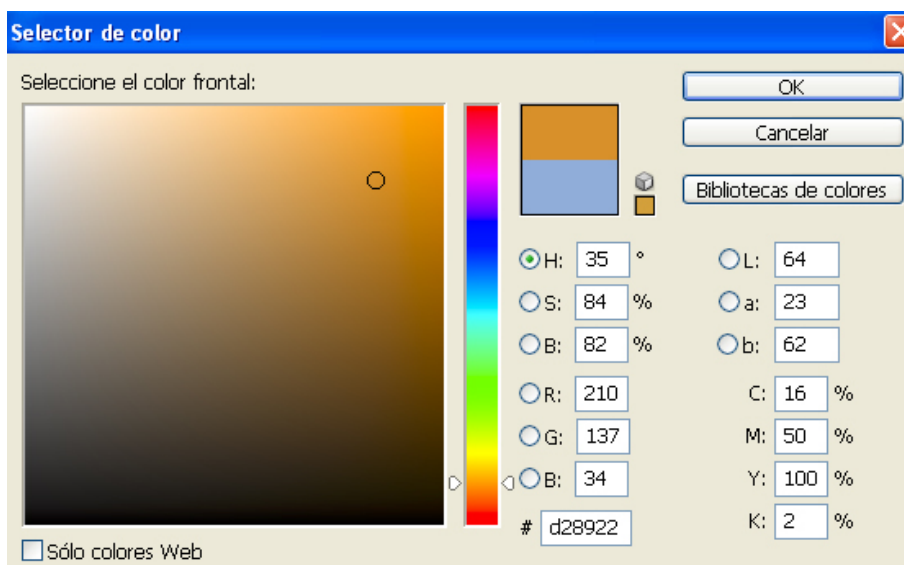 Selector de color
Seleccione el color frontal:
OK
Cancelar
Bibliotecas de colores
H: 35 °
S: 84 %
B: 82 %
R: 210
G: 137
B: 34
# d28922
L: 64
a: 23
b: 62
C: 16 %
M: 50 %
Y: 100 %
K: 2 %
Sólo colores Web